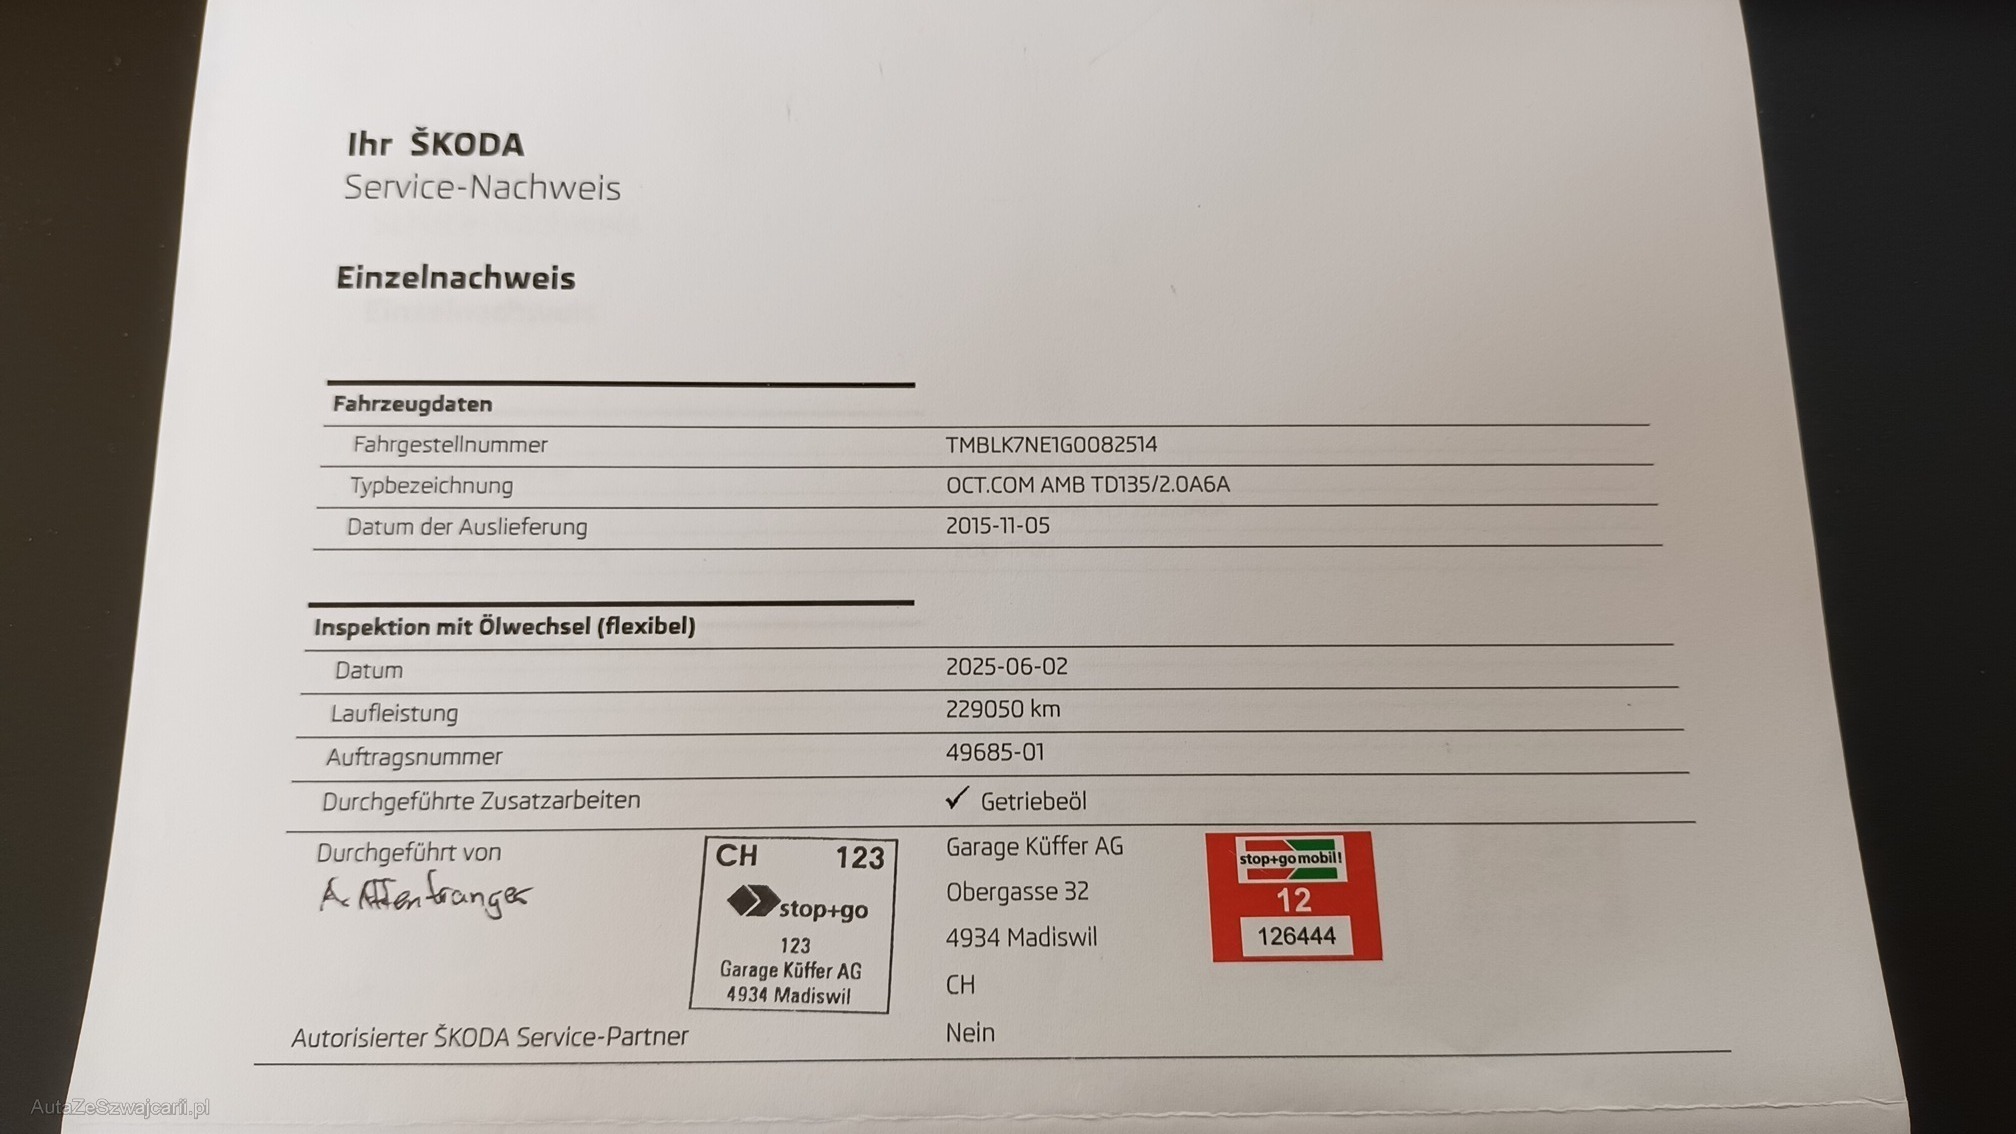 Ihr ŠKODA
Service-Nachweis
Einzelnachweis
Fahrzeugdaten
Fahrgestellnummer TMBLK7NE1G0082514
Typbezeichnung OCT.COM AMB TD135/2.0A6A
Datum der Auslieferung 2015-11-05
Inspektion mit Ölwechsel (flexibel)
Datum 2025-06-02
Laufleistung 229050 km
Auftragsnummer 49685-01
Durchgeführte Zusatzarbeiten ✓ Getriebeöl
Durchgeführt von
CH 123
stop+go
123
Garage Küffer AG
4934 Madiswil
Garage Küffer AG
Obergasse 32
4934 Madiswil
CH
stop+go mobil!
12
126444
Autorisierter ŠKODA Service-Partner Nein
AutaZeSzwajcarii.pl